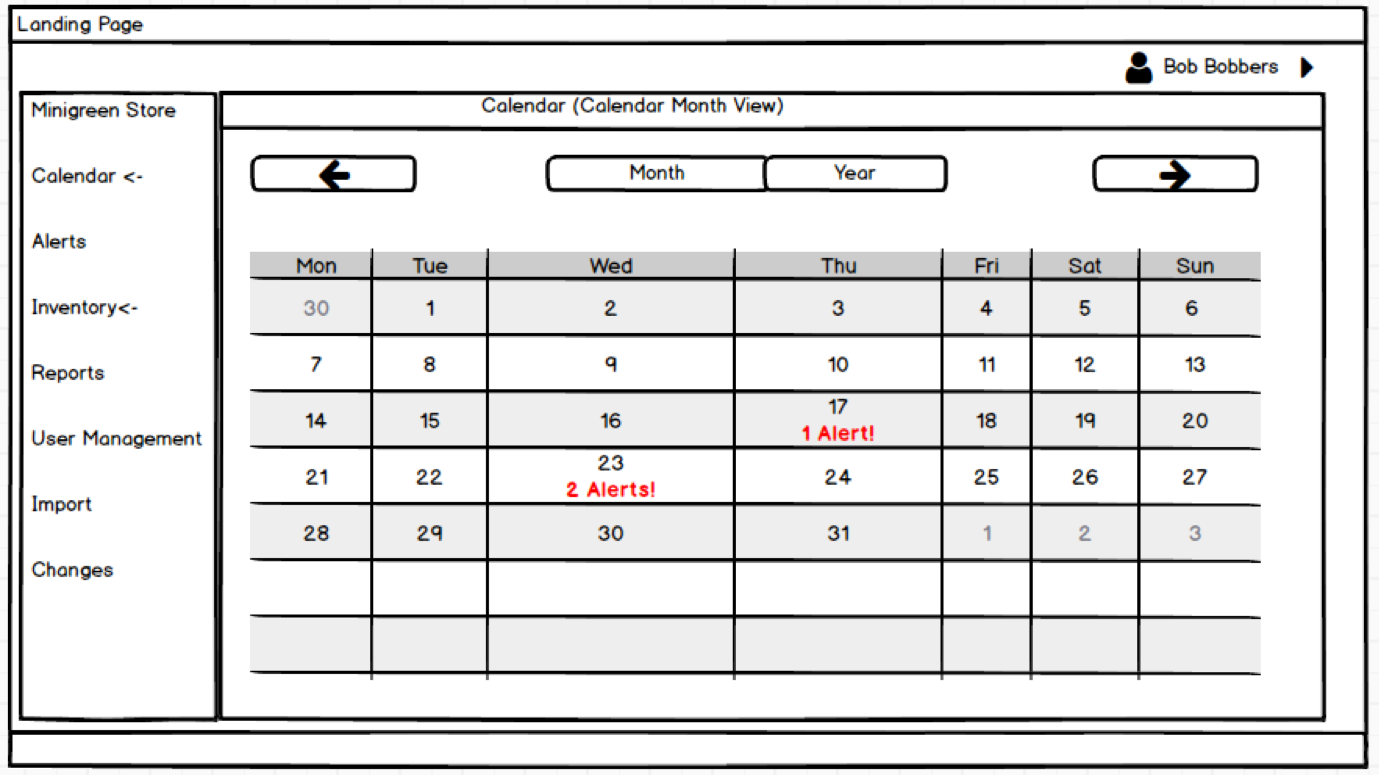 Landing Page
Bob Bobbers
Minigreen Store
Calendar <-
Alerts
Inventory<-
Reports
User Management
Import
Changes
Calendar (Calendar Month View)
Month Year
Mon Tue Wed Thu Fri Sat Sun
30 1 2 3 4 5 6
7 8 9 10 11 12 13
14 15 16 17 18 19 20
1 Alert!
21 22 23 24 25 26 27
2 Alerts!
28 29 30 31 1 2 3